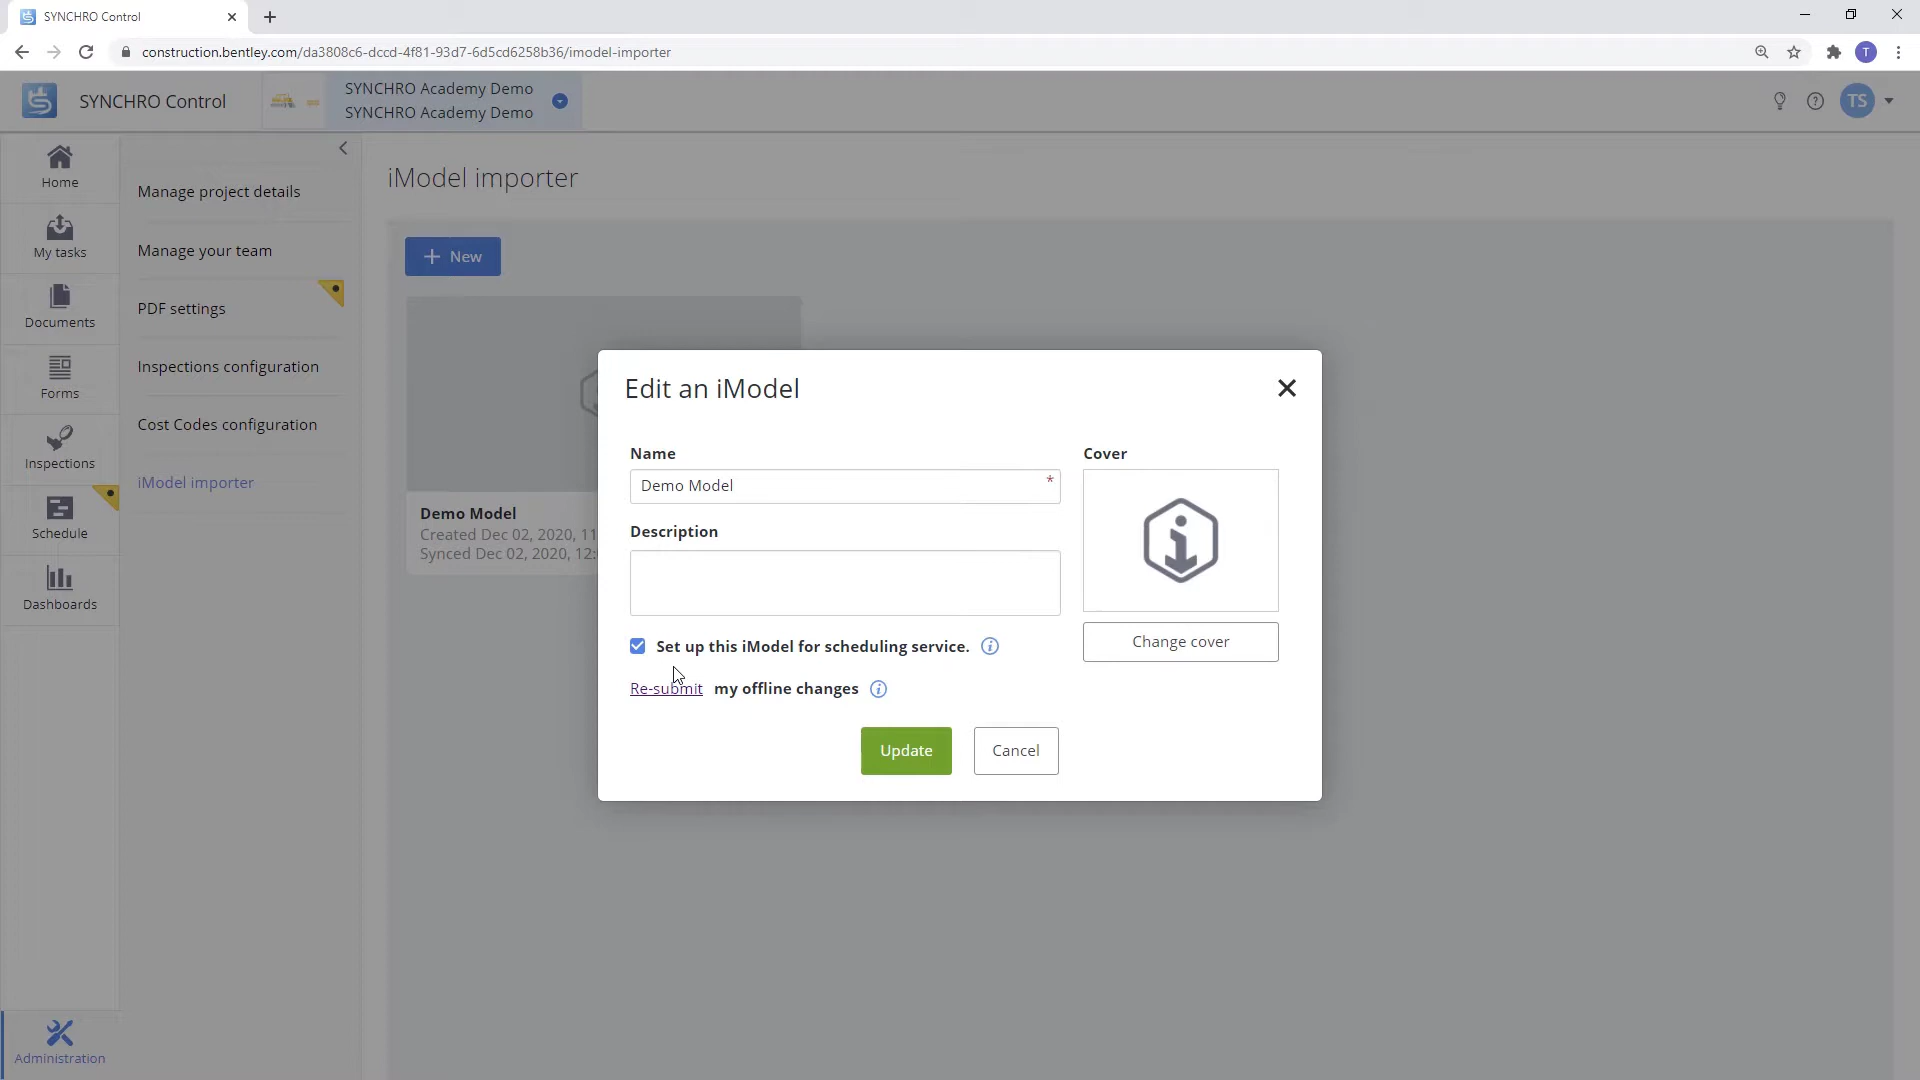 SYNCHRO Control
construction.bentley.com/da3808c6-dccd-4f81-93d7-6d5cd6258b36/imodel-importer
T
SYNCHRO Control
SYNCHRO Academy Demo
SYNCHRO Academy Demo
TS
Home
My tasks
Documents
Forms
Inspections
Schedule
Dashboards
Administration
Manage project details
Manage your team
PDF settings
Inspections configuration
Cost Codes configuration
iModel importer
iModel importer
+ New
Demo Model
Created Dec 02, 2020, 11
Synced Dec 02, 2020, 12:
Edit an iModel
Name
Demo Model *
Description
Set up this iModel for scheduling service.
Re-submit my offline changes
Cover
Change cover
Update
Cancel